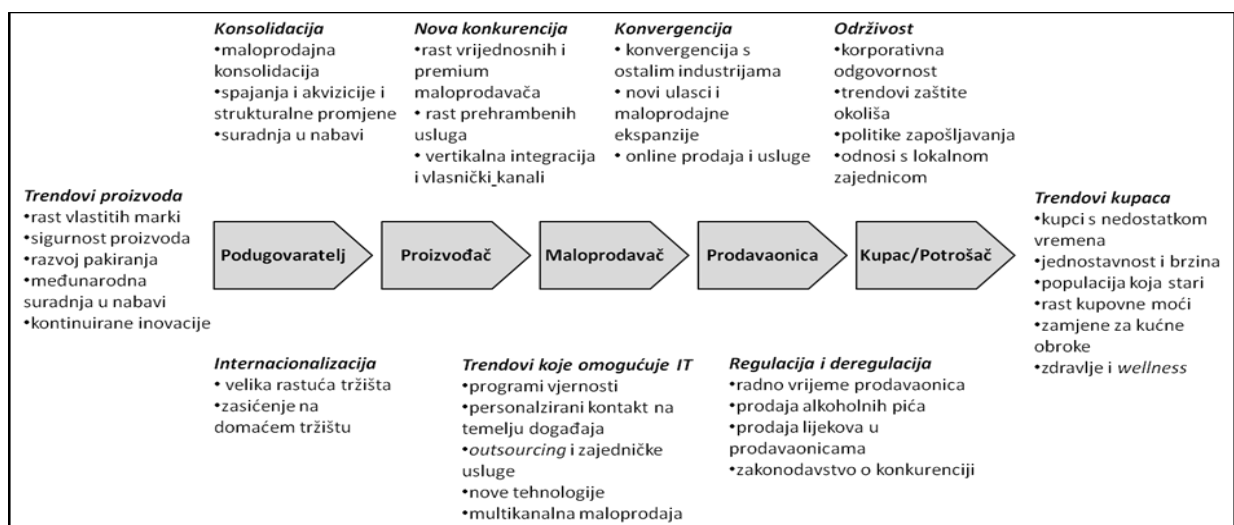 Konsolidacija
•maloprodajna
konsolidacija
•spajanja i akvizicije i
strukturalne promjene
•suradnja u nabavi
Nova konkurencija
•rast vrijednosnih i
premium
maloprodavača
• rast prehrambenih
usluga
• vertikalna integracija
i vlasnički_kanali
Konvergencija
• konvergencija s
ostalim industrijama
• novi ulasci i
maloprodajne
ekspanzije
• online prodaja i usluge
Održivost
•korporativna
odgovornost
•trendovi zaštite
okoliša
•politike zapošljavanja
•odnosi s lokalnom
zajednicom
Trendovi proizvoda
•rast vlastitih marki
•sigurnost proizvoda
•razvoj pakiranja
•međunarodna
suradnja u nabavi
•kontinuirane inovacije
Podugovaratelj
Proizvođač
Maloprodavač
Prodavaonica
Kupac/Potrošač
Trendovi kupaca
•kupci s nedostatkom
vremena
•jednostavnost i brzina
•populacija koja stari
•rast kupovne moći
•zamjene za kućne
obroke
•zdravlje i wellness
Internacionalizacija
• velika rastuća tržišta
•zasićenje na
domaćem tržištu
Trendovi koje omogućuje IT
•programi vjernosti
•personalzirani kontakt na
temelju događaja
•outsourcing i zajedničke
usluge
•nove tehnologije
•multikanalna maloprodaja
Regulacija i deregulacija
•radno vrijeme prodavaonica
•prodaja alkoholnih pića
•prodaja lijekova u
prodavaonicama
•zakonodavstvo o konkurenciji